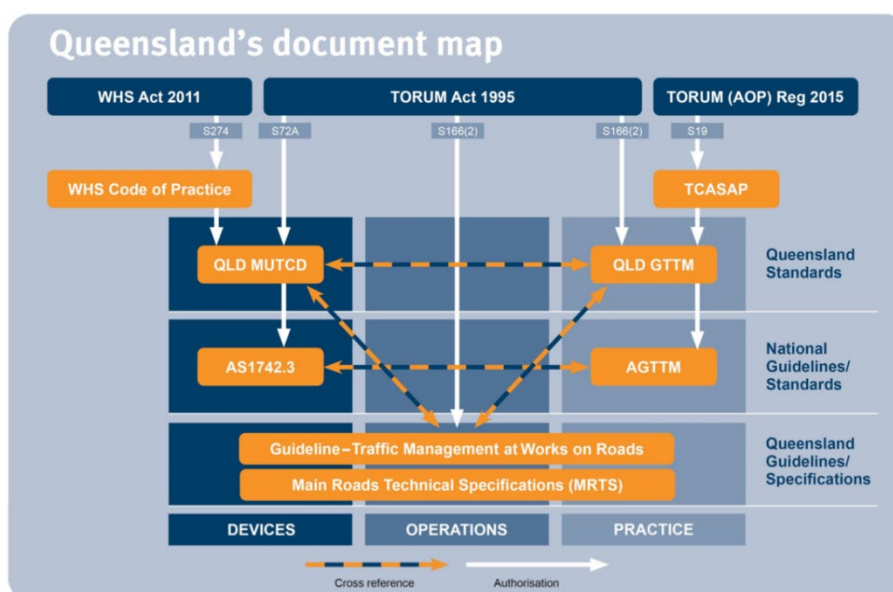 Queensland's document map
WHS Act 2011
TORUM Act 1995
TORUM (AOP) Reg 2015
S274
S72A
S166(2)
S166(2)
S19
WHS Code of Practice
TCASAP
QLD MUTCD
QLD GTTM
Queensland
Standards
AS1742.3
AGTTM
National
Guidelines/
Standards
Guideline–Traffic Management at Works on Roads
Main Roads Technical Specifications (MRTS)
Queensland
Guidelines/
Specifications
DEVICES
OPERATIONS
PRACTICE
Cross reference
Authorisation